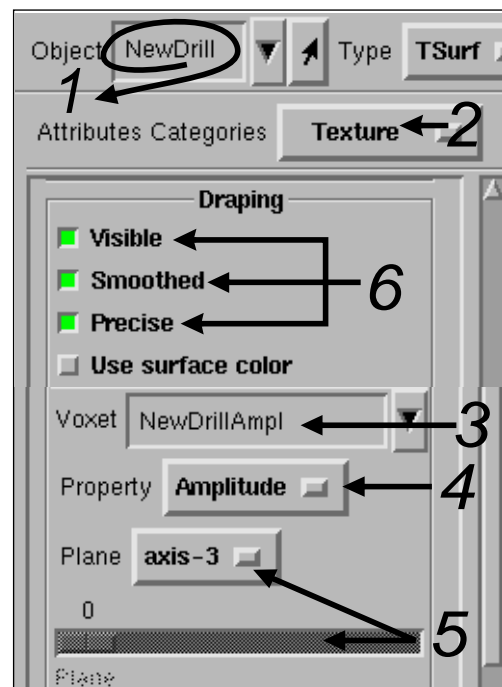 Object NewDrill Type TSurf
1
Attributes Categories Texture 2
Draping
Visible
Smoothed 6
Precise
Use surface color
Voxet NewDrillAmpl 3
Property Amplitude 4
Plane axis-3
0
5
Plane